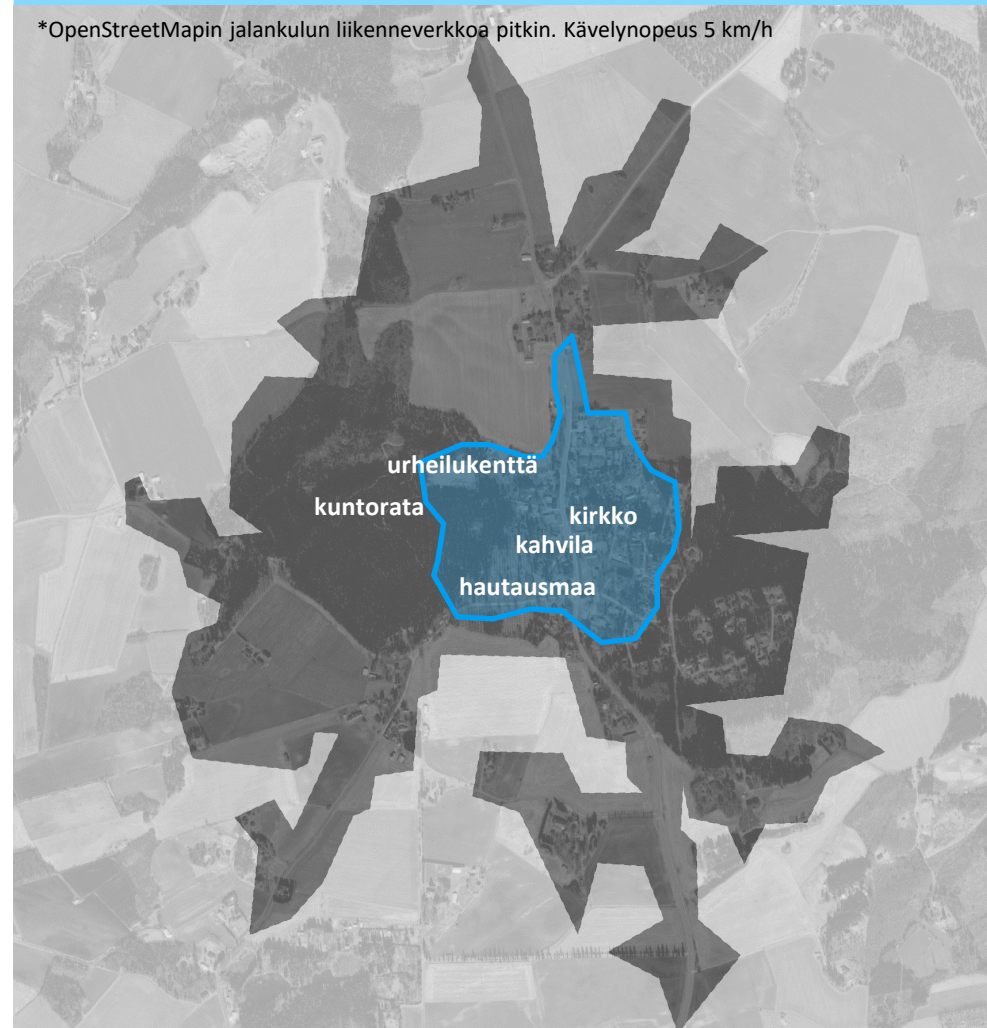 *OpenStreetMapin jalankulun liikenneverkkoa pitkin. Kävelynopeus 5 km/h
urheilukenttä
kuntorata
kirkko
kahvila
hautausmaa